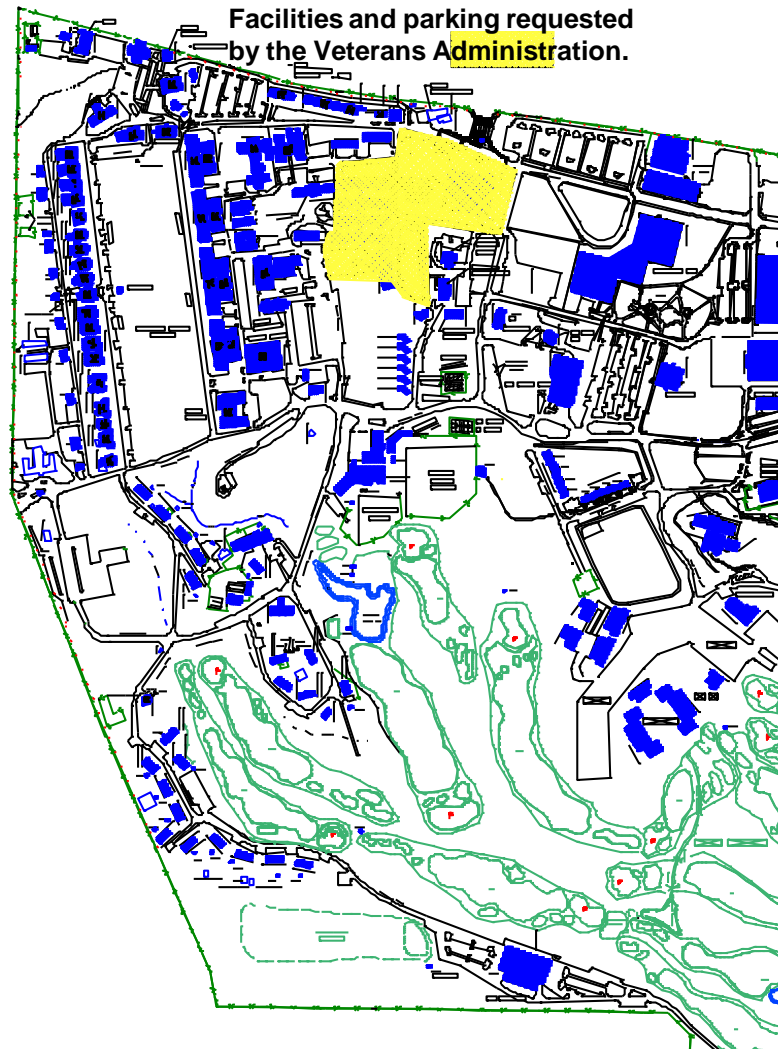 Facilities and parking requested
by the Veterans Administration.